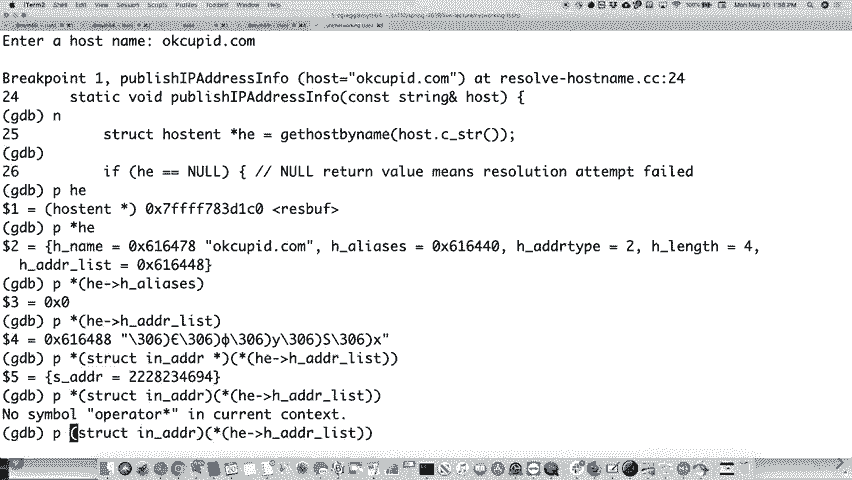 iTerm2 Shell Edit View Session Scripts Profiles Toolbelt Window Help
100% Mon May 20 1:58 PM
Enter a host name: okcupid.com
Breakpoint 1, publishIPAddressInfo (host="okcupid.com") at resolve-hostname.cc:24
24 static void publishIPAddressInfo(const string& host) {
(gdb) n
25 struct hostent *he = gethostbyname(host.c_str());
(gdb)
26 if (he == NULL) { // NULL return value means resolution attempt failed
(gdb) p he
$1 = (hostent *) 0x7ffff783d1c0 <resbuf>
(gdb) p *he
$2 = {h_name = 0x616478 "okcupid.com", h_aliases = 0x616440, h_addrtype = 2, h_length = 4,
h_addr_list = 0x616448}
(gdb) p *(he->h_aliases)
$3 = 0x0
(gdb) p *(he->h_addr_list)
$4 = 0x616488 "\306)Є\306)ф\306)y\306)S\306)x"
(gdb) p *(struct in_addr *)(*(he->h_addr_list))
$5 = {s_addr = 2228234694}
(gdb) p *(struct in_addr)(*(he->h_addr_list))
No symbol "operator*" in current context.
(gdb) p (struct in_addr)(*(he->h_addr_list))